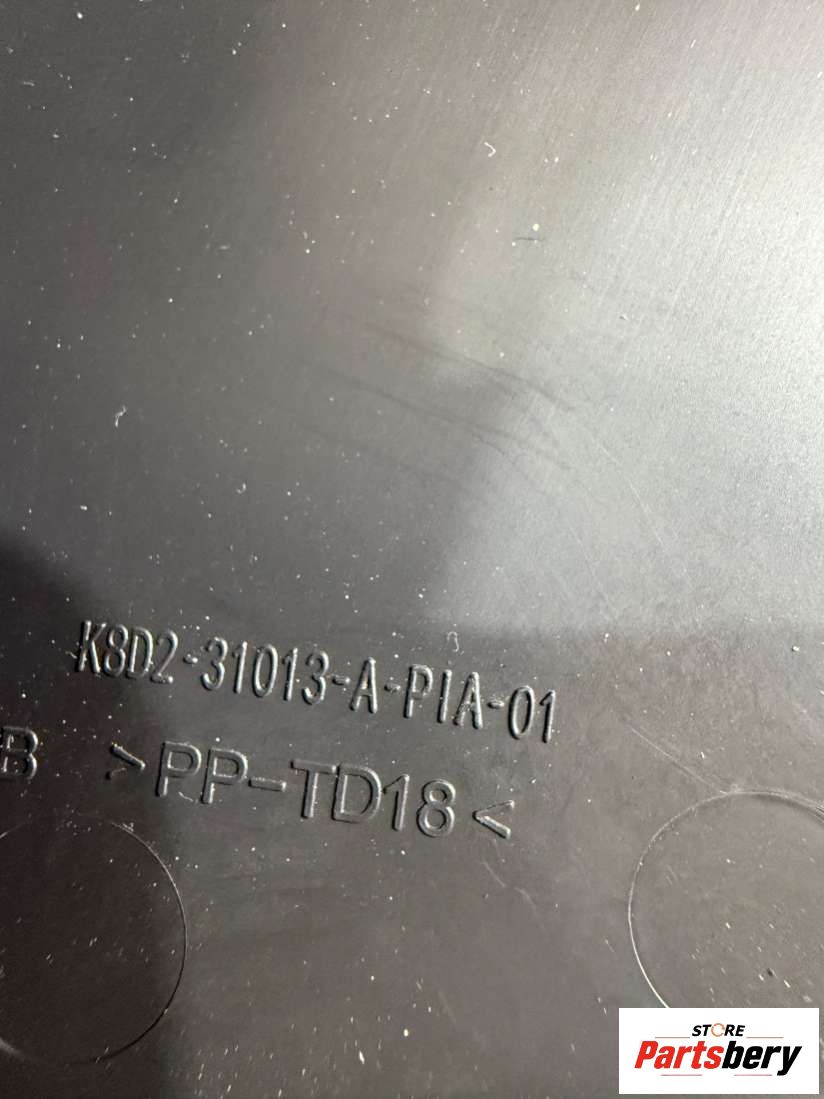 K8D2-31013-A-PIA-01
B >PP-TD18<
STORE
Partsbery